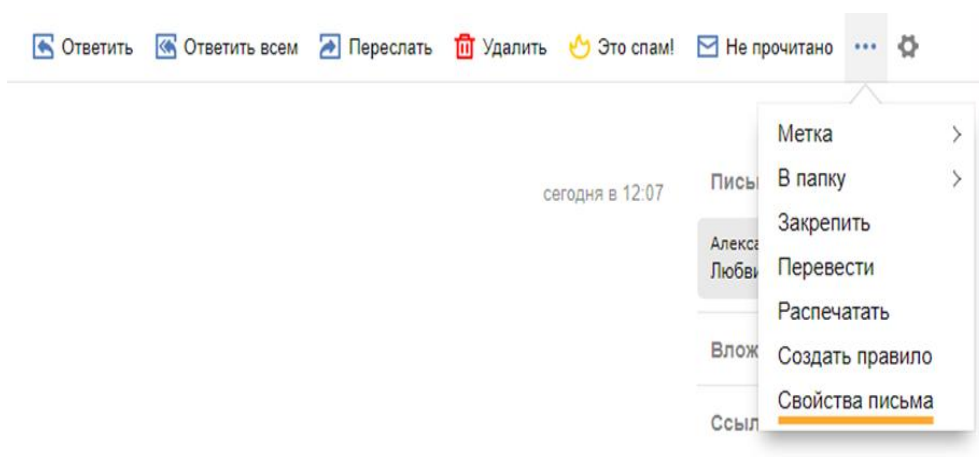 Ответить Ответить всем Переслать Удалить Это спам! Не прочитано
Метка
сегодня в 12:07
В папку
Закрепить
Любви
Перевести
Распечатать
Создать правило
Свойства письма